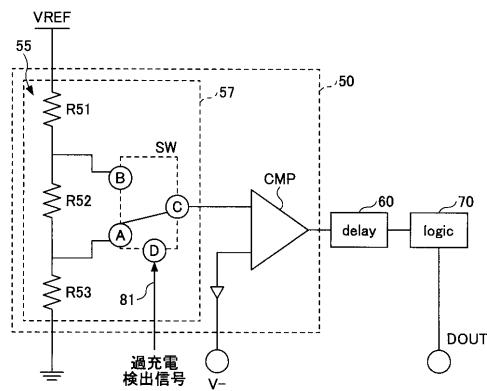 VREF
55
57
50
R51
SW
B
CMP
60
70
R52
C
delay
logic
A
D
R53
81
DOUT
過充電
検出信号
V-